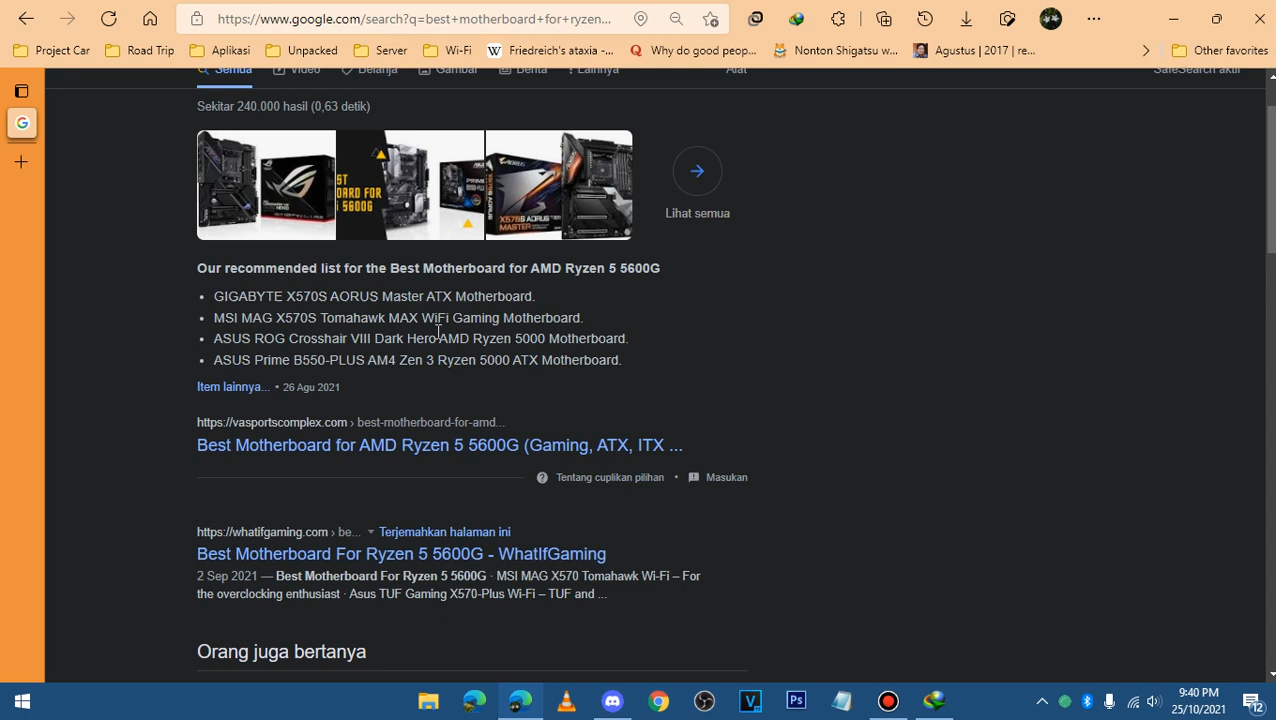 https://www.google.com/search?q=best+motherboard+for+ryzen...
Project Car
Road Trip
Aplikasi
Unpacked
Server
Wi-Fi
W Friedreich's ataxia -...
Q Why do good peop...
Nonton Shigatsu w...
Agustus | 2017 | re...
Other favorites
Semua
Video
Belanja
Gambar
Berita
Lainnya
Alat
SafeSearch aktif
Sekitar 240.000 hasil (0,63 detik)
Lihat semua
Our recommended list for the Best Motherboard for AMD Ryzen 5 5600G
• GIGABYTE X570S AORUS Master ATX Motherboard.
• MSI MAG X570S Tomahawk MAX WiFi Gaming Motherboard.
• ASUS ROG Crosshair VIII Dark Hero AMD Ryzen 5000 Motherboard.
• ASUS Prime B550-PLUS AM4 Zen 3 Ryzen 5000 ATX Motherboard.
Item lainnya... • 26 Agu 2021
https://vasportscomplex.com › best-motherboard-for-amd...
Best Motherboard for AMD Ryzen 5 5600G (Gaming, ATX, ITX ...
Tentang cuplikan pilihan • Masukan
https://whatifgaming.com › be... Terjemahkan halaman ini
Best Motherboard For Ryzen 5 5600G - WhatIfGaming
2 Sep 2021 — Best Motherboard For Ryzen 5 5600G · MSI MAG X570 Tomahawk Wi-Fi – For
the overclocking enthusiast · Asus TUF Gaming X570-Plus Wi-Fi – TUF and ...
Orang juga bertanya
9:40 PM
25/10/2021
12